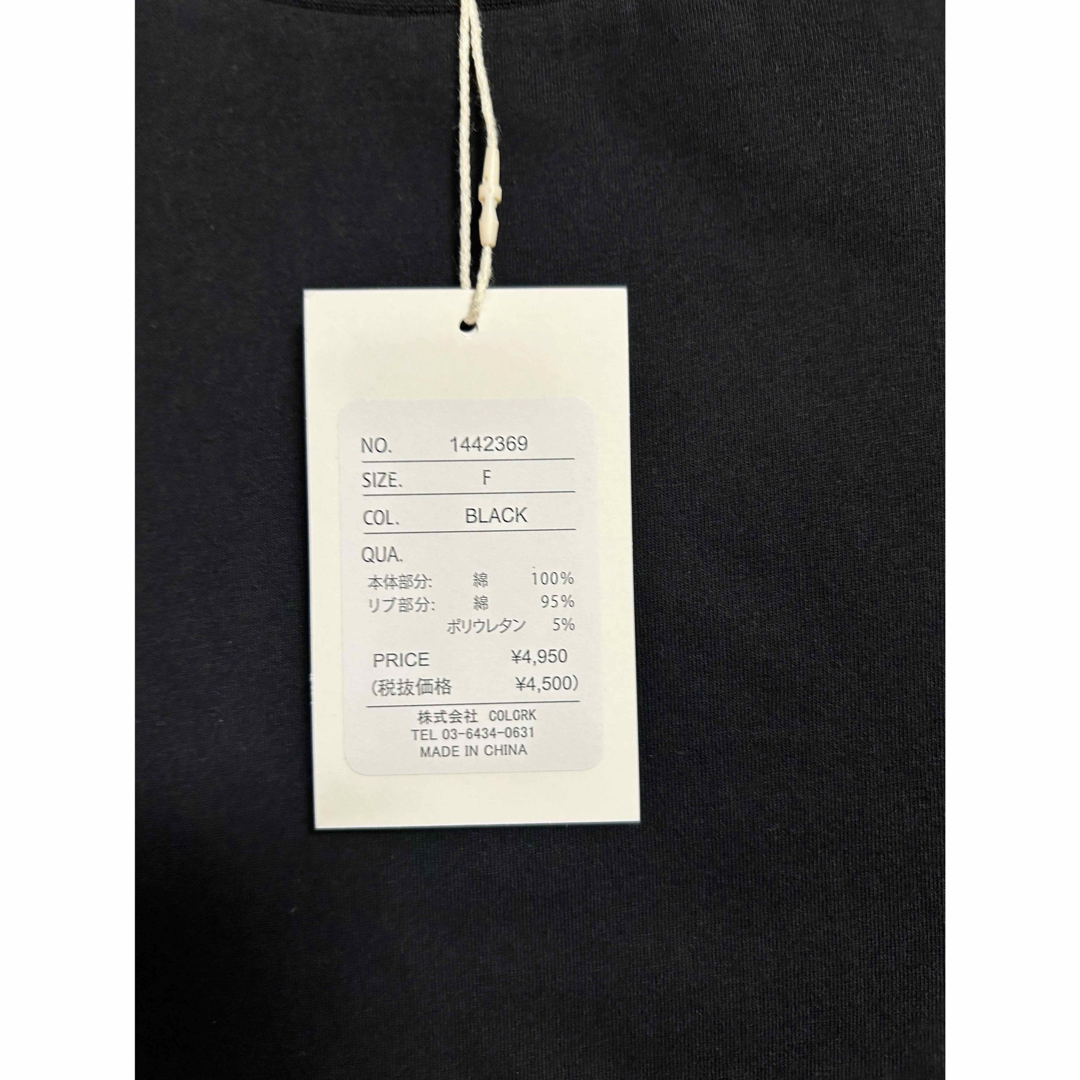 NO. 1442369
SIZE. F
COL. BLACK
QUA.
本体部分: 綿 100%
リブ部分: 綿 95%
ポリウレタン 5%
PRICE ¥4,950
(税抜価格 ¥4,500)
株式会社 COLORK
TEL 03-6434-0631
MADE IN CHINA